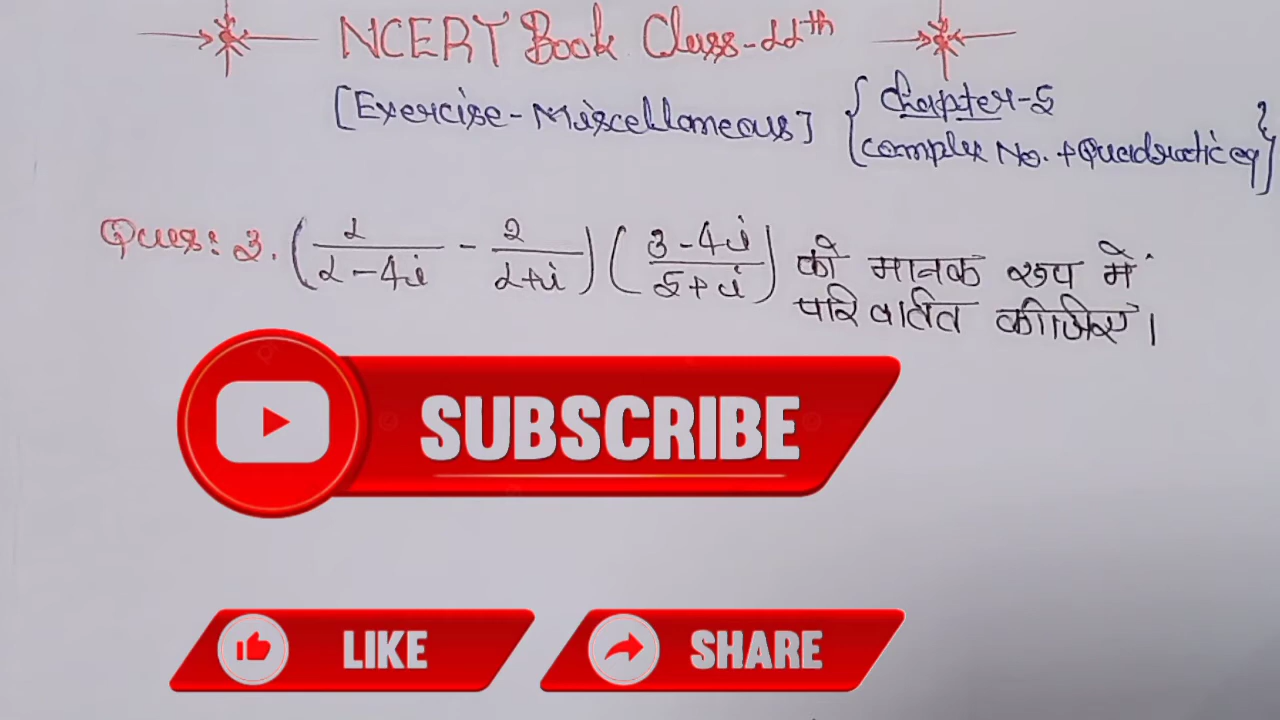 NCERT Book Class-11th
[Exercise-Miscellaneous] { Chapter-5
complex No. + Quadratic eq }
Ques: 3. (1/(1-4i) - 2/(1+i)) ((3-4i)/(5+i)) को मानक रूप में
परिवर्तित कीजिए।
SUBSCRIBE
LIKE
SHARE